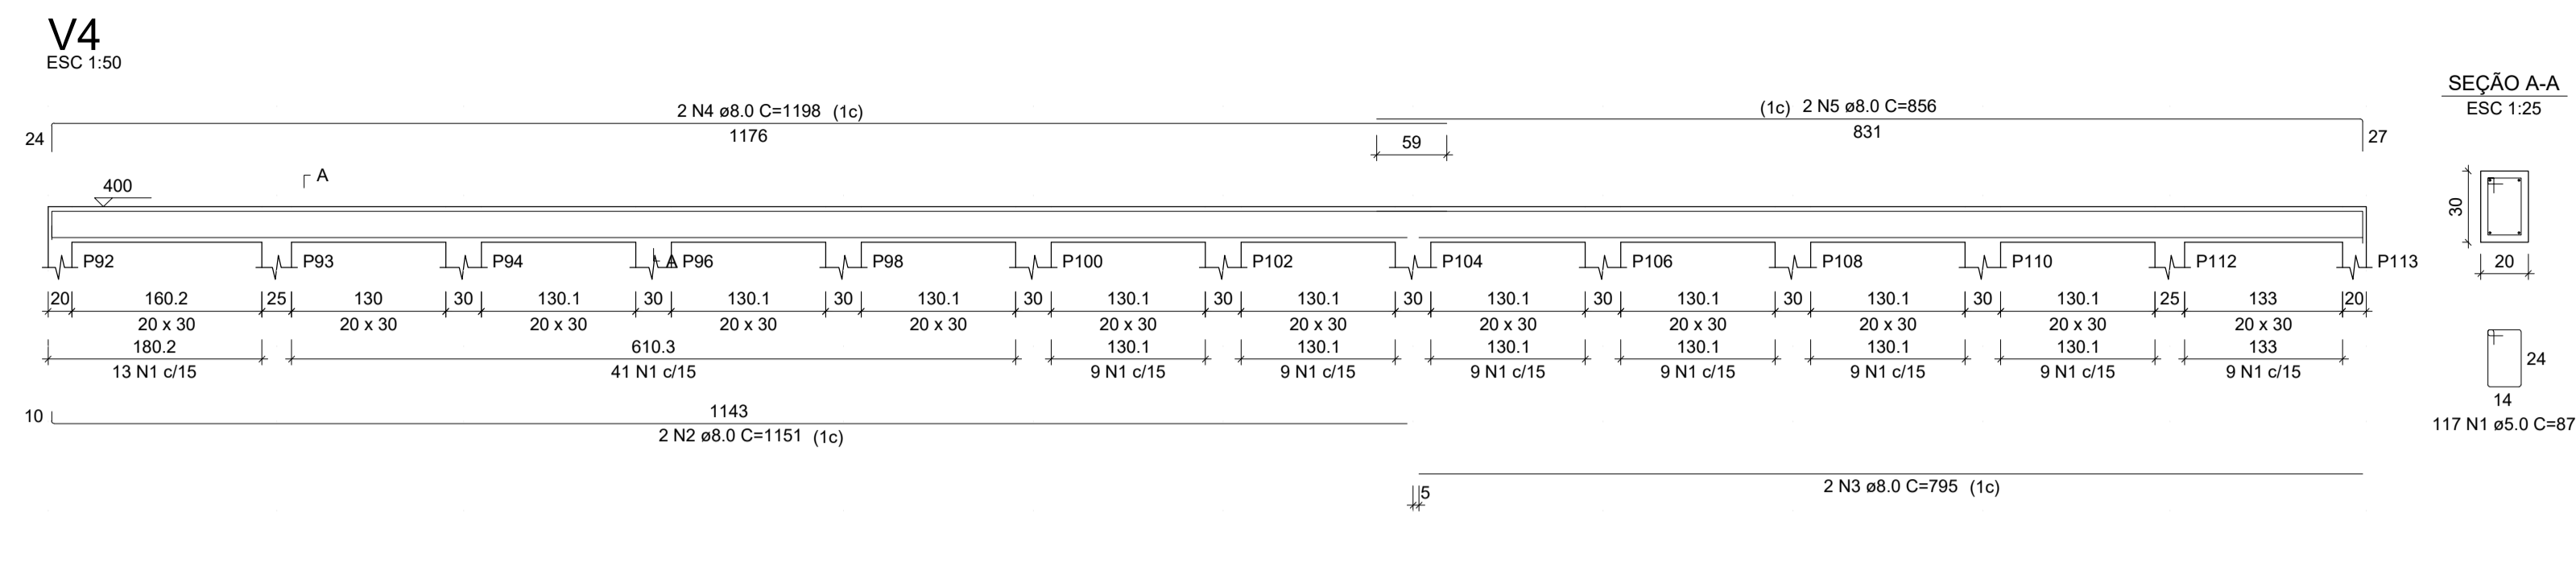 V4
ESC 1:50
2 N4 ø8.0 C=1198 (1c)
1176
24
(1c) 2 N5 ø8.0 C=856
831
27
59
SEÇÃO A-A
ESC 1:25
400
A
30
20
P92 P93 P94 A P96 P98 P100 P102 P104 P106 P108 P110 P112 P113
20 160.2 25 130 30 130.1 30 130.1 30 130.1 30 130.1 30 130.1 30 130.1 30 130.1 30 130.1 30 130.1 25 133 20
20 x 30 20 x 30 20 x 30 20 x 30 20 x 30 20 x 30 20 x 30 20 x 30 20 x 30 20 x 30 20 x 30 20 x 30
180.2 610.3 130.1 130.1 130.1 130.1 130.1 130.1 133
13 N1 c/15 41 N1 c/15 9 N1 c/15 9 N1 c/15 9 N1 c/15 9 N1 c/15 9 N1 c/15 9 N1 c/15 9 N1 c/15
24
14
117 N1 ø5.0 C=87
10
1143
2 N2 ø8.0 C=1151 (1c)
5
2 N3 ø8.0 C=795 (1c)